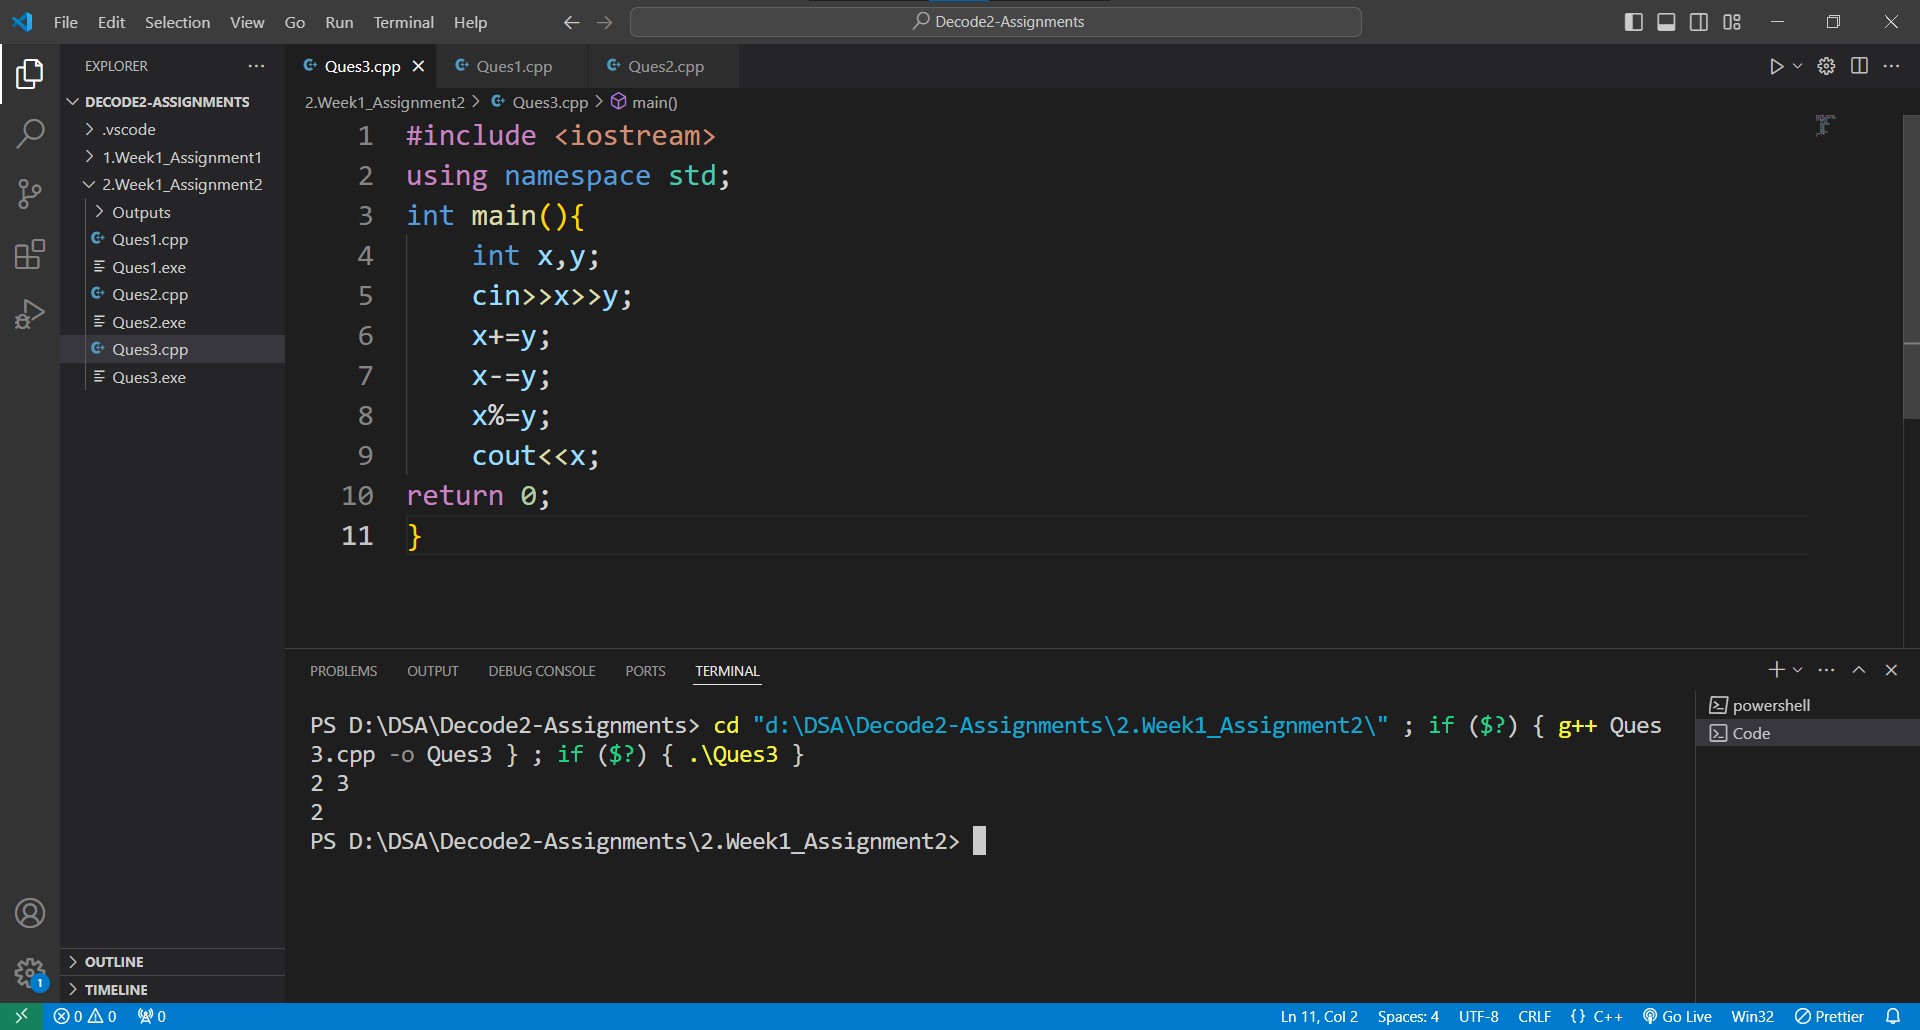 File Edit Selection View Go Run Terminal Help
Decode2-Assignments
EXPLORER
DECODE2-ASSIGNMENTS
.vscode
1.Week1_Assignment1
2.Week1_Assignment2
Outputs
Ques1.cpp
Ques1.exe
Ques2.cpp
Ques2.exe
Ques3.cpp
Ques3.exe
OUTLINE
TIMELINE
Ques3.cpp Ques1.cpp Ques2.cpp
2.Week1_Assignment2 > Ques3.cpp > main()
1 #include <iostream>
2 using namespace std;
3 int main(){
4 int x,y;
5 cin>>x>>y;
6 x+=y;
7 x-=y;
8 x%=y;
9 cout<<x;
10 return 0;
11 }
PROBLEMS OUTPUT DEBUG CONSOLE PORTS TERMINAL
PS D:\DSA\Decode2-Assignments> cd "d:\DSA\Decode2-Assignments\2.Week1_Assignment2\" ; if ($?) { g++ Ques
3.cpp -o Ques3 } ; if ($?) { .\Ques3 }
2 3
2
PS D:\DSA\Decode2-Assignments\2.Week1_Assignment2>
powershell
Code
1
0 0 0 Ln 11, Col 2 Spaces: 4 UTF-8 CRLF {} C++ Go Live Win32 Prettier